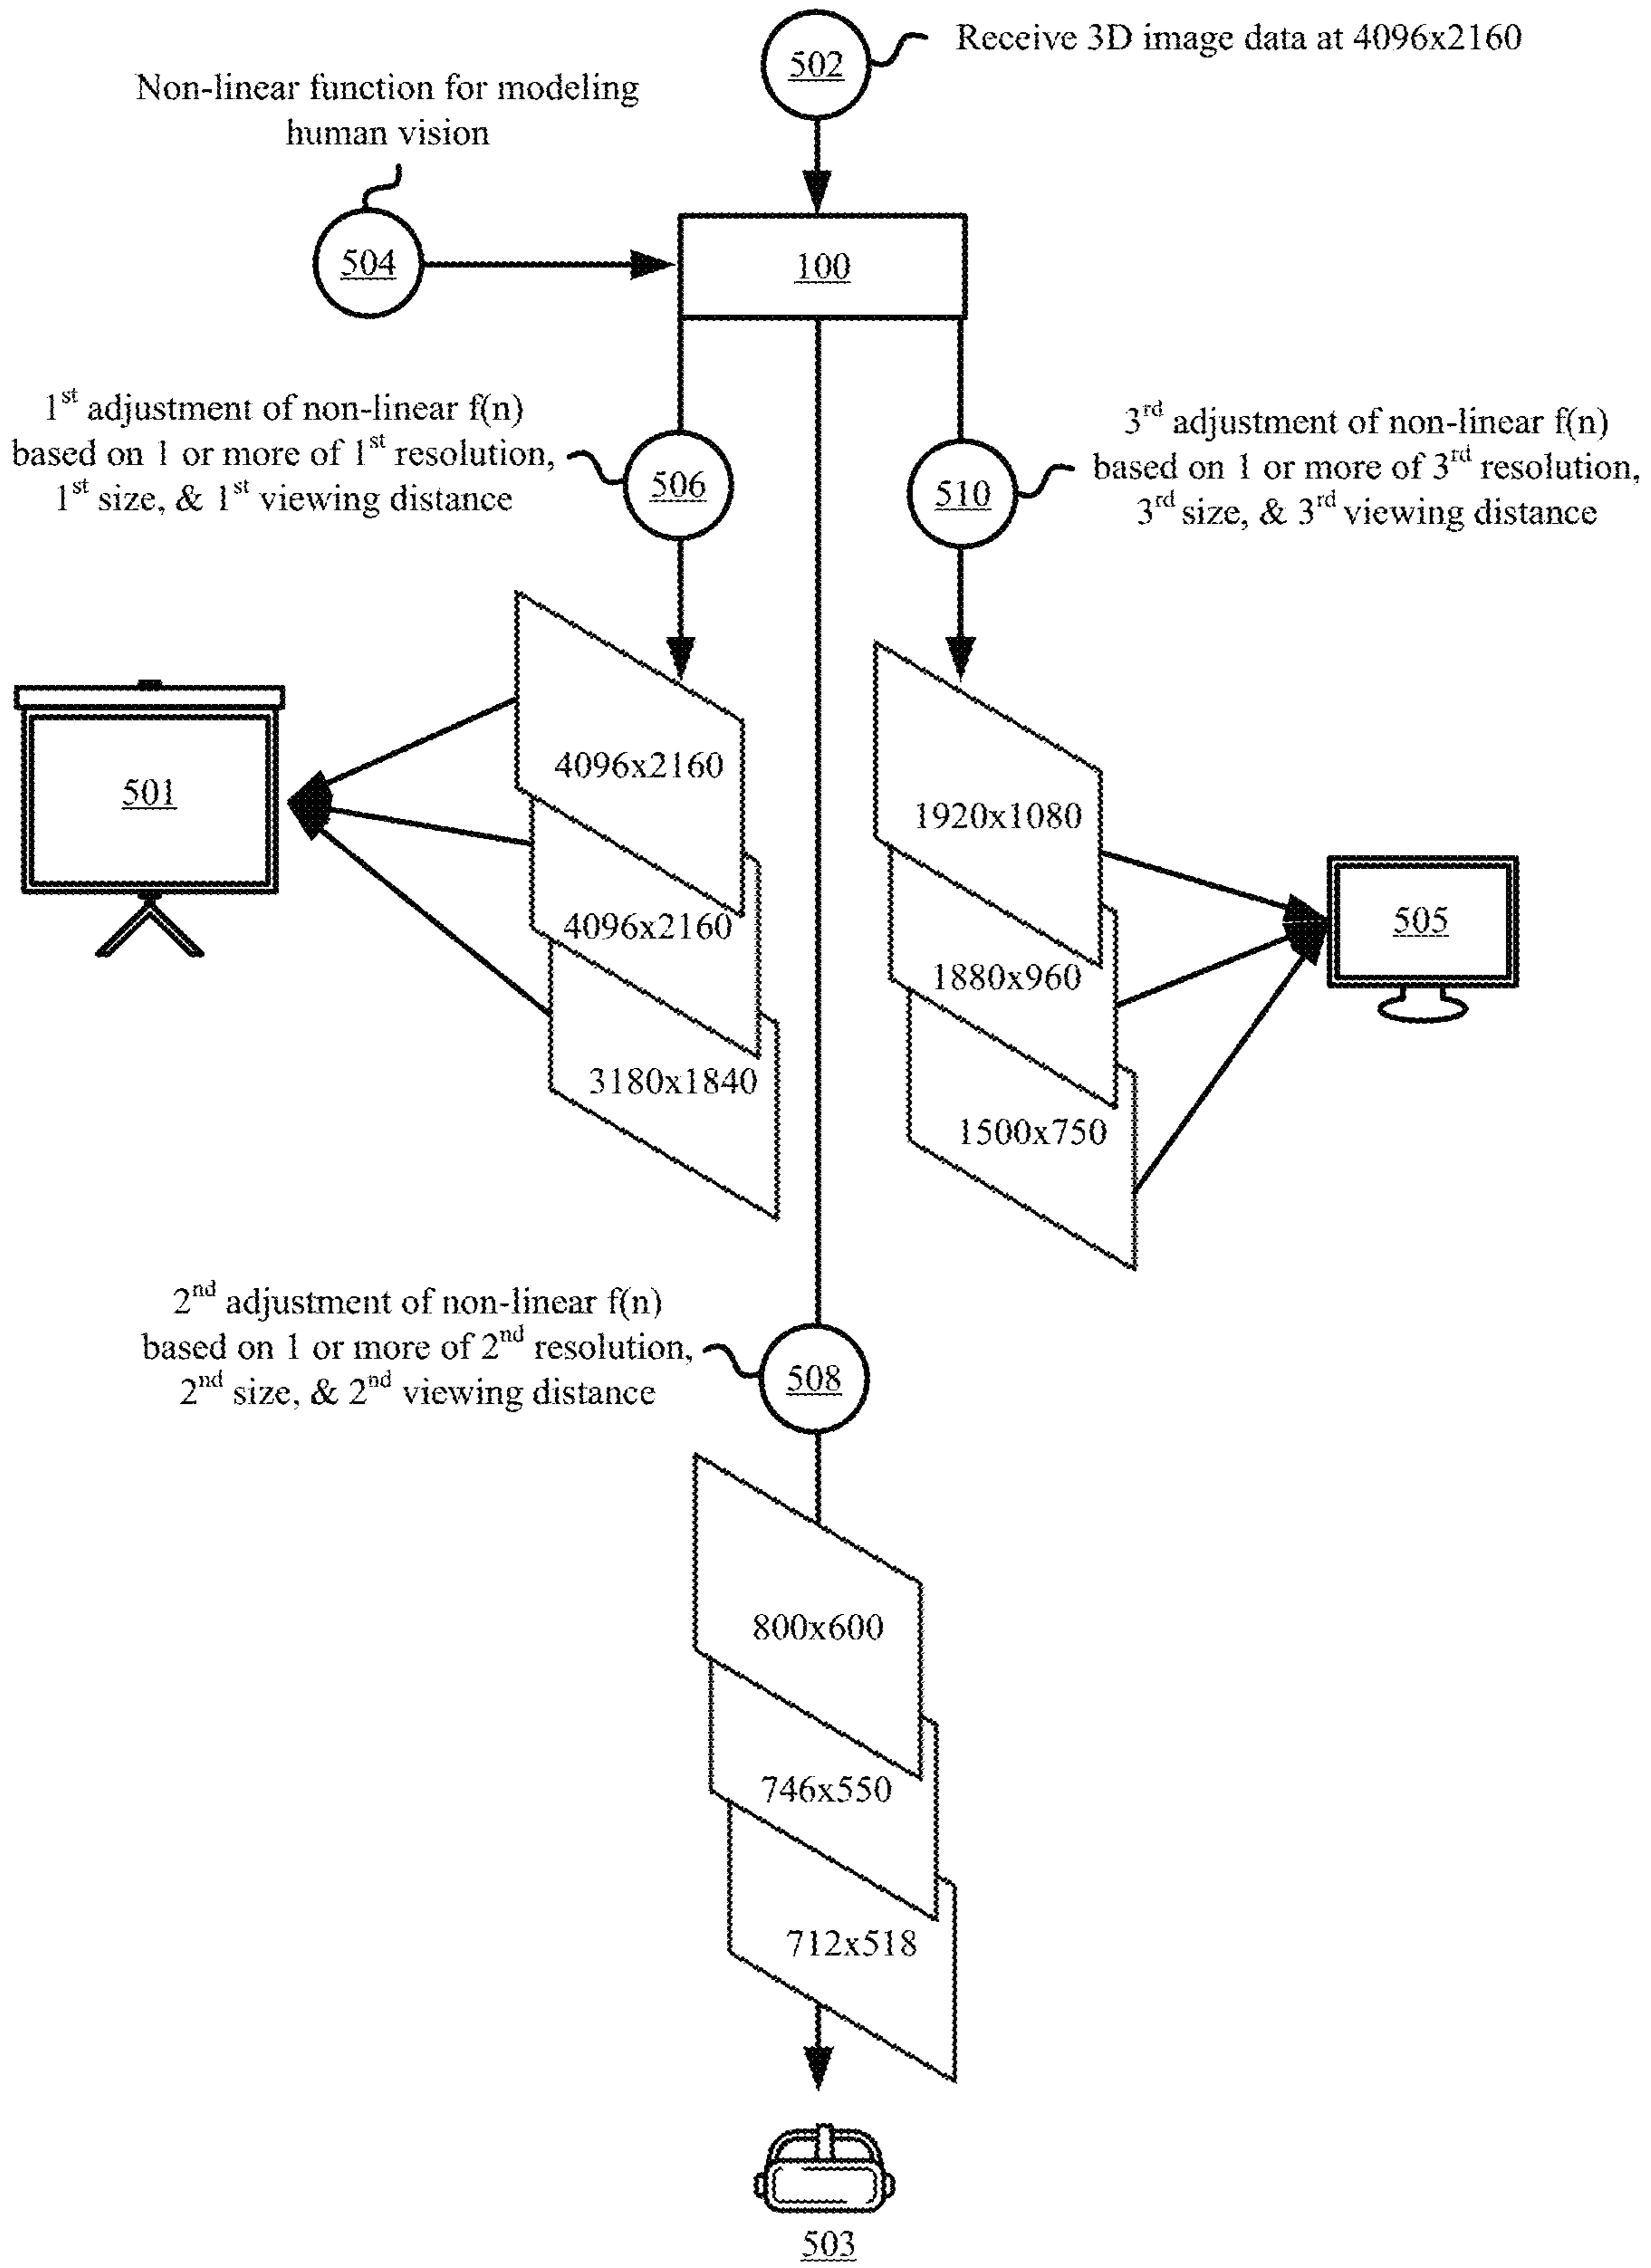 502
Receive 3D image data at 4096x2160
Non-linear function for modeling
human vision
504
100
1st adjustment of non-linear f(n)
based on 1 or more of 1st resolution,
1st size, & 1st viewing distance
506
3rd adjustment of non-linear f(n)
based on 1 or more of 3rd resolution,
3rd size, & 3rd viewing distance
510
501
4096x2160
4096x2160
3180x1840
1920x1080
1880x960
1500x750
505
2nd adjustment of non-linear f(n)
based on 1 or more of 2nd resolution,
2nd size, & 2nd viewing distance
508
800x600
746x550
712x518
503